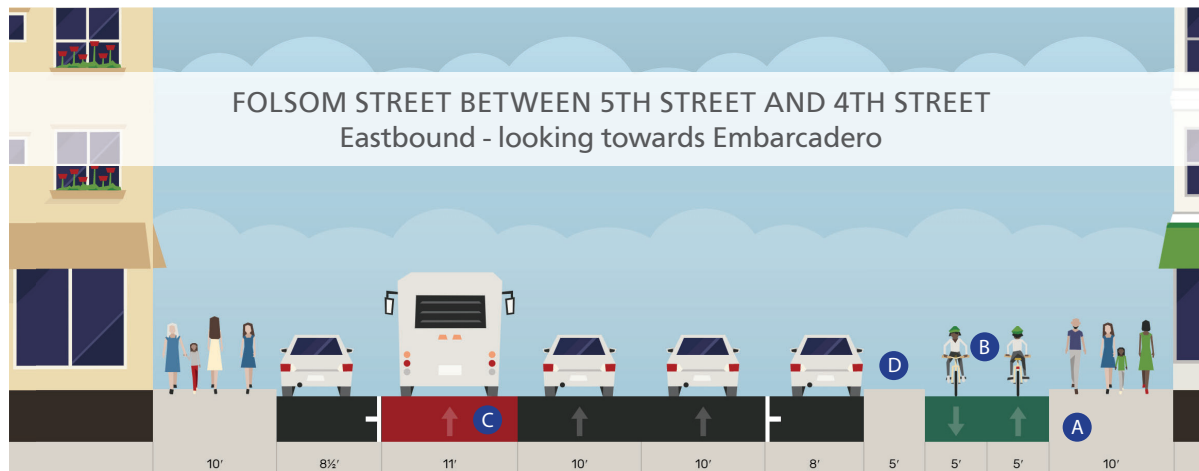 FOLSOM STREET BETWEEN 5TH STREET AND 4TH STREET
Eastbound - looking towards Embarcadero
D
B
C
A
10' 8½' 11' 10' 10' 8' 5' 5' 5' 10'